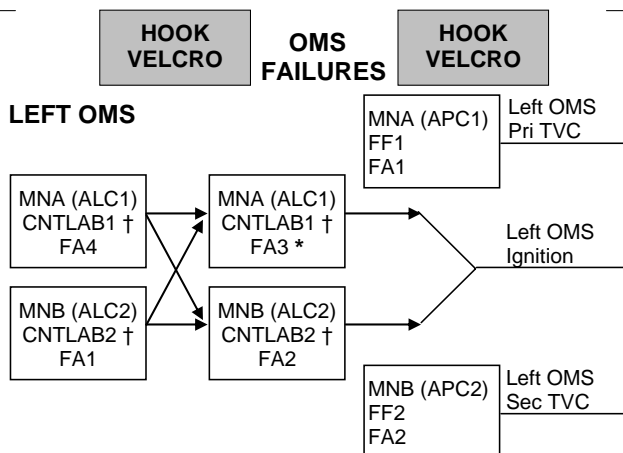 HOOK
VELCRO
OMS
FAILURES
HOOK
VELCRO
LEFT OMS
MNA (APC1)
FF1
FA1
Left OMS
Pri TVC
MNA (ALC1)
CNTLAB1 †
FA4
MNA (ALC1)
CNTLAB1 †
FA3 *
Left OMS
Ignition
MNB (ALC2)
CNTLAB2 †
FA1
MNB (ALC2)
CNTLAB2 †
FA2
MNB (APC2)
FF2
FA2
Left OMS
Sec TVC